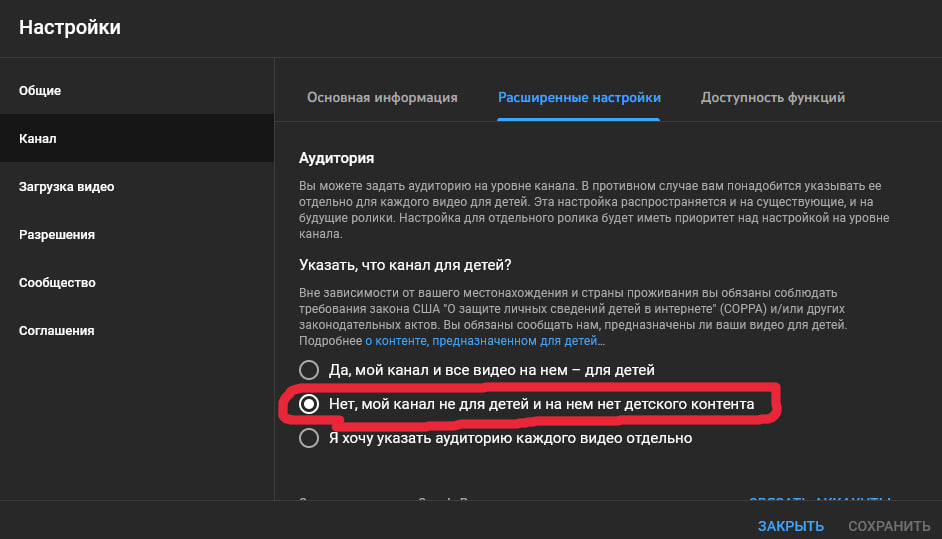 Настройки
Общие
Канал
Загрузка видео
Разрешения
Сообщество
Соглашения
Основная информация
Расширенные настройки
Доступность функций
Аудитория
Вы можете задать аудиторию на уровне канала. В противном случае вам понадобится указывать ее
отдельно для каждого видео для детей. Эта настройка распространяется и на существующие, и на
будущие ролики. Настройка для отдельного ролика будет иметь приоритет над настройкой на уровне
канала.
Указать, что канал для детей?
Вне зависимости от вашего местонахождения и страны проживания вы обязаны соблюдать
требования закона США "О защите личных сведений детей в интернете" (COPPA) и/или других
законодательных актов. Вы обязаны сообщать нам, предназначены ли ваши видео для детей.
Подробнее о контенте, предназначенном для детей…
Да, мой канал и все видео на нем – для детей
Нет, мой канал не для детей и на нем нет детского контента
Я хочу указать аудиторию каждого видео отдельно
СВЯЗАТЬ АККАУНТЫ
ЗАКРЫТЬ
СОХРАНИТЬ